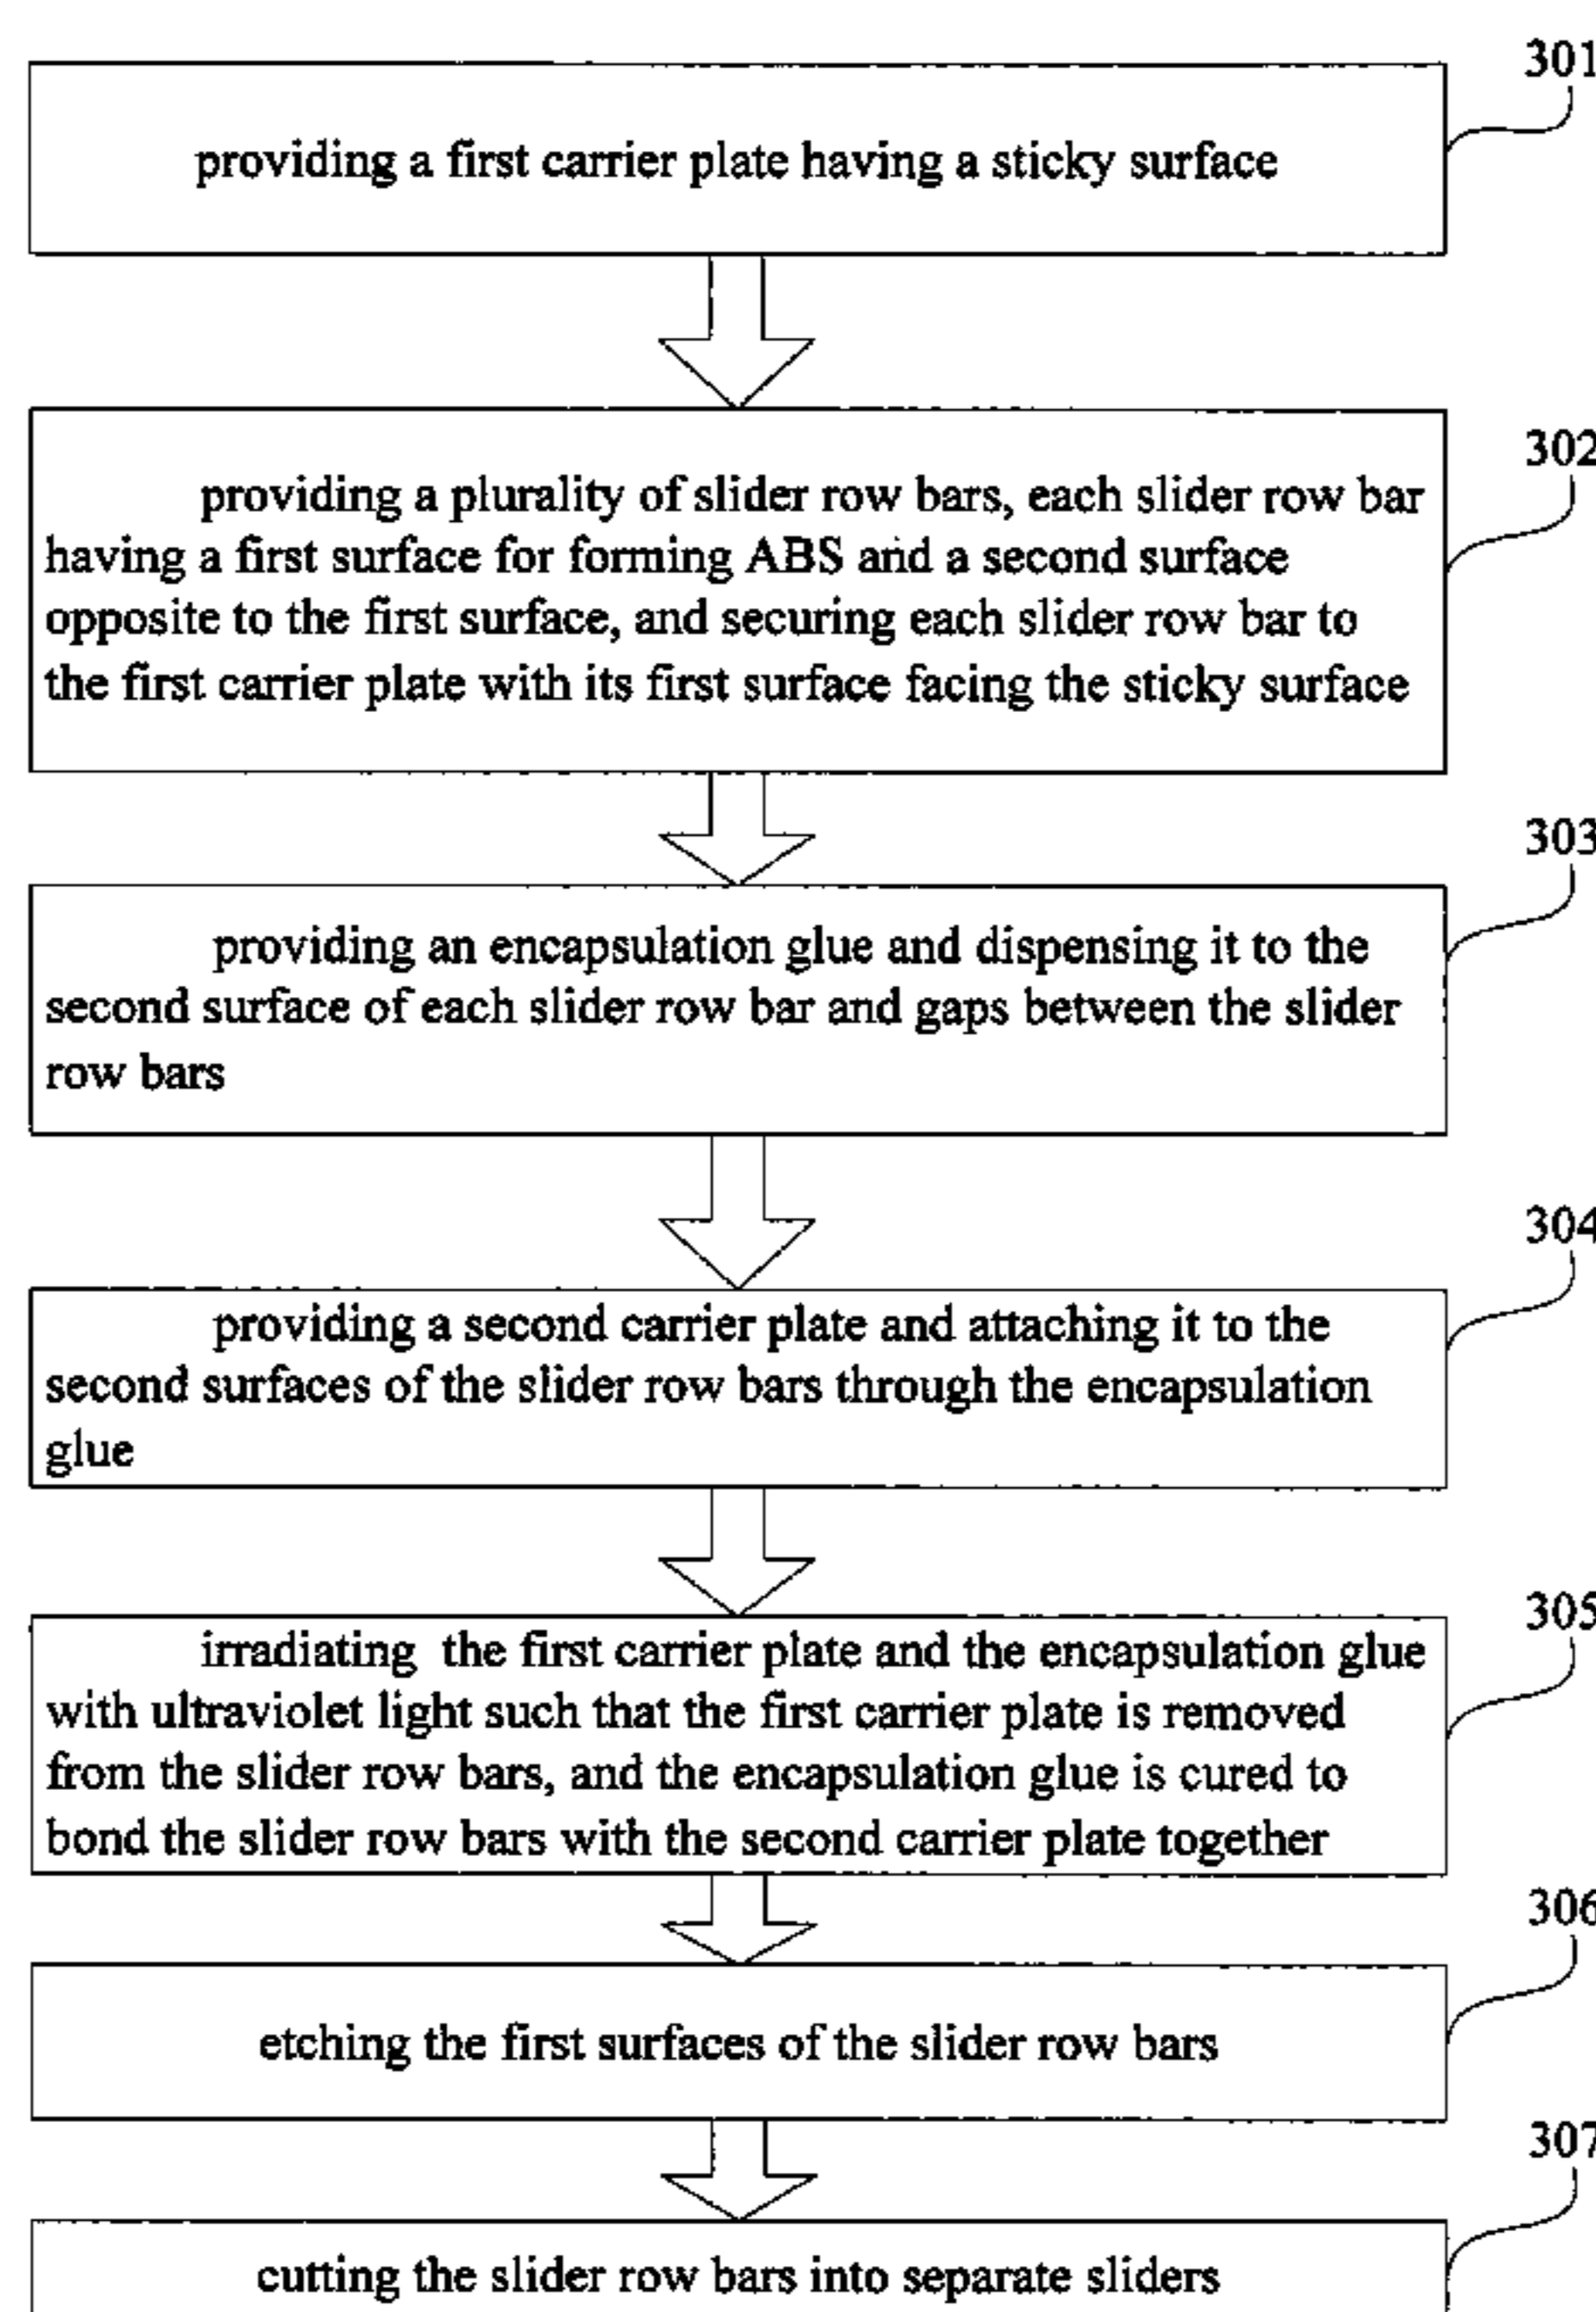 301
providing a first carrier plate having a sticky surface
302
providing a plurality of slider row bars, each slider row bar
having a first surface for forming ABS and a second surface
opposite to the first surface, and securing each slider row bar to
the first carrier plate with its first surface facing the sticky surface
303
providing an encapsulation glue and dispensing it to the
second surface of each slider row bar and gaps between the slider
row bars
304
providing a second carrier plate and attaching it to the
second surfaces of the slider row bars through the encapsulation
glue
305
irradiating the first carrier plate and the encapsulation glue
with ultraviolet light such that the first carrier plate is removed
from the slider row bars, and the encapsulation glue is cured to
bond the slider row bars with the second carrier plate together
306
etching the first surfaces of the slider row bars
307
cutting the slider row bars into separate sliders